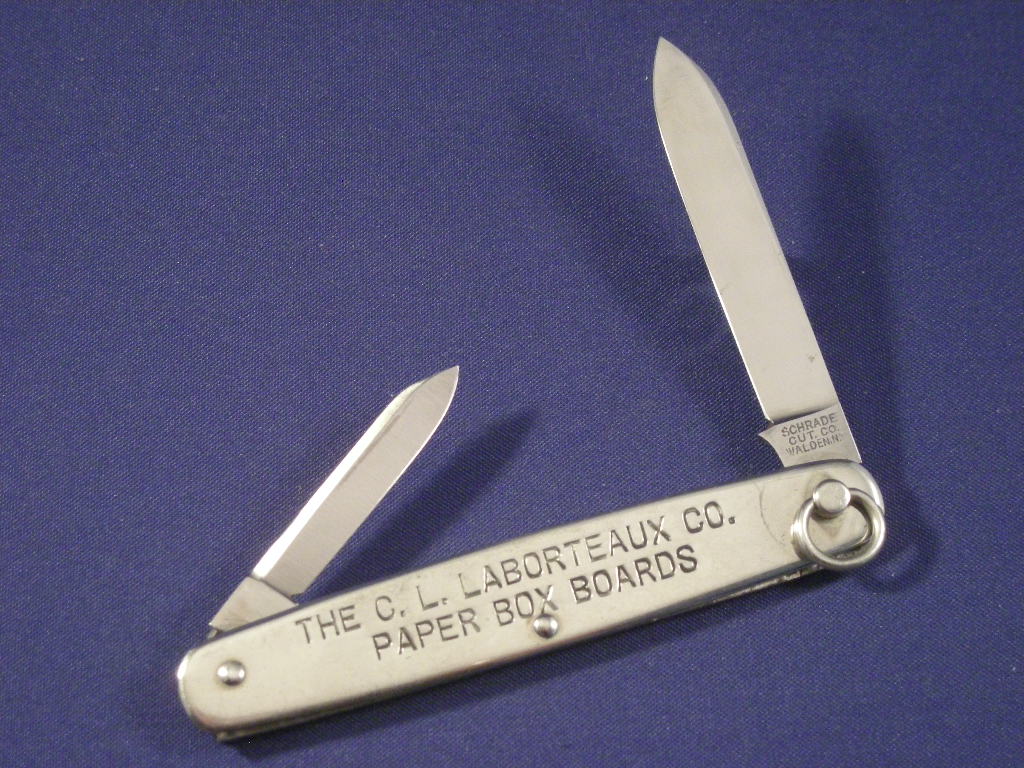 SCHRADE
CUT. CO.
WALDEN.N
THE C. L. LABORTEAUX CO.
PAPER BOX BOARDS